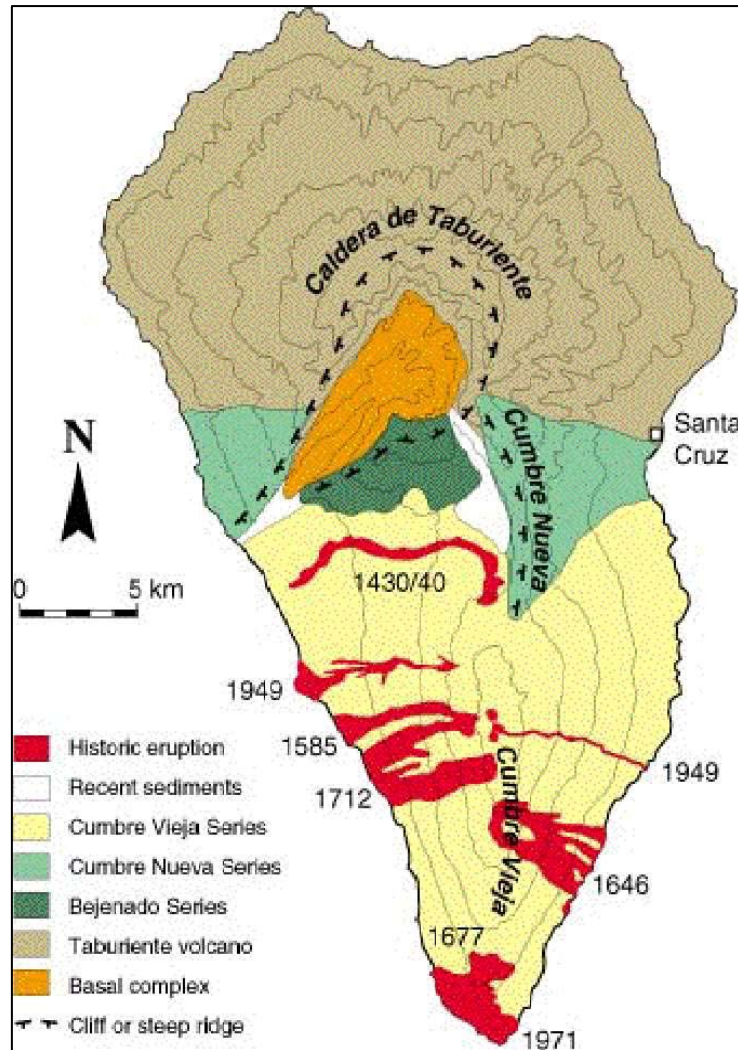 Caldera de Taburiente
Santa
Cruz
Cumbre Nueva
N
0 5 km
1430/40
1949
1585
1712
1949
Cumbre Vieja
1646
1677
1971
Historic eruption
Recent sediments
Cumbre Vieja Series
Cumbre Nueva Series
Bejenado Series
Taburiente volcano
Basal complex
Cliff or steep ridge